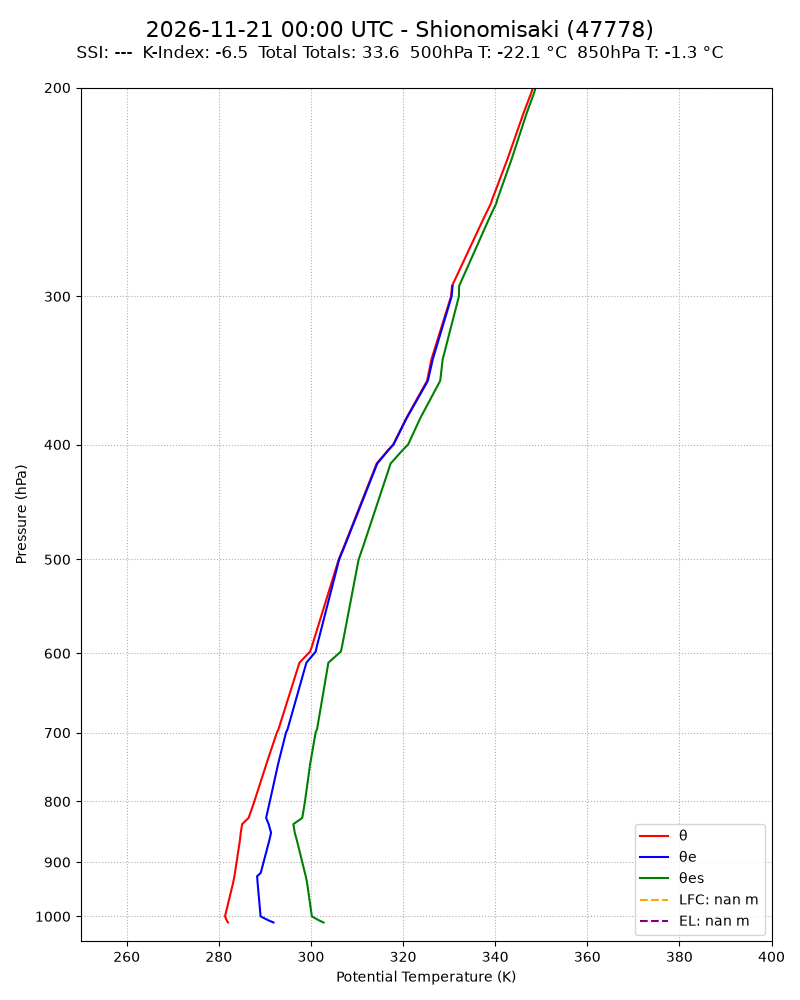 2026-11-21 00:00 UTC - Shionomisaki (47778)
SSI: ---  K-Index: -6.5  Total Totals: 33.6  500hPa T: -22.1 °C  850hPa T: -1.3 °C
200
300
400
500
600
700
800
900
1000
Pressure (hPa)
260 280 300 320 340 360 380 400
Potential Temperature (K)
θ
θe
θes
LFC: nan m
EL: nan m